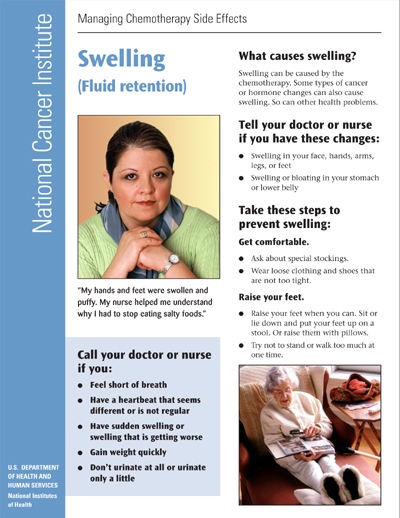 National Cancer Institute
Managing Chemotherapy Side Effects
Swelling
(Fluid retention)
"My hands and feet were swollen and
puffy. My nurse helped me understand
why I had to stop eating salty foods."
Call your doctor or nurse
if you:
● Feel short of breath
● Have a heartbeat that seems
different or is not regular
● Have sudden swelling or
swelling that is getting worse
● Gain weight quickly
● Don't urinate at all or urinate
only a little
What causes swelling?
Swelling can be caused by the
chemotherapy. Some types of cancer
or hormone changes can also cause
swelling. So can other health problems.
Tell your doctor or nurse
if you have these changes:
● Swelling in your face, hands, arms,
legs, or feet
● Swelling or bloating in your stomach
or lower belly
Take these steps to
prevent swelling:
Get comfortable.
● Ask about special stockings.
● Wear loose clothing and shoes that
are not too tight.
Raise your feet.
● Raise your feet when you can. Sit or
lie down and put your feet up on a
stool. Or raise them with pillows.
● Try not to stand or walk too much at
one time.
U.S. DEPARTMENT
OF HEALTH AND
HUMAN SERVICES
National Institutes
of Health